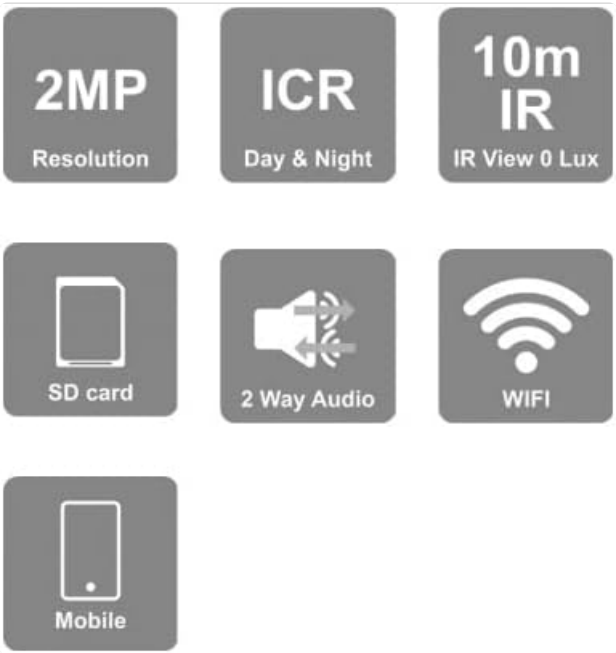 2MP
Resolution
ICR
Day & Night
10m
IR
IR View 0 Lux
SD card
2 Way Audio
WIFI
Mobile